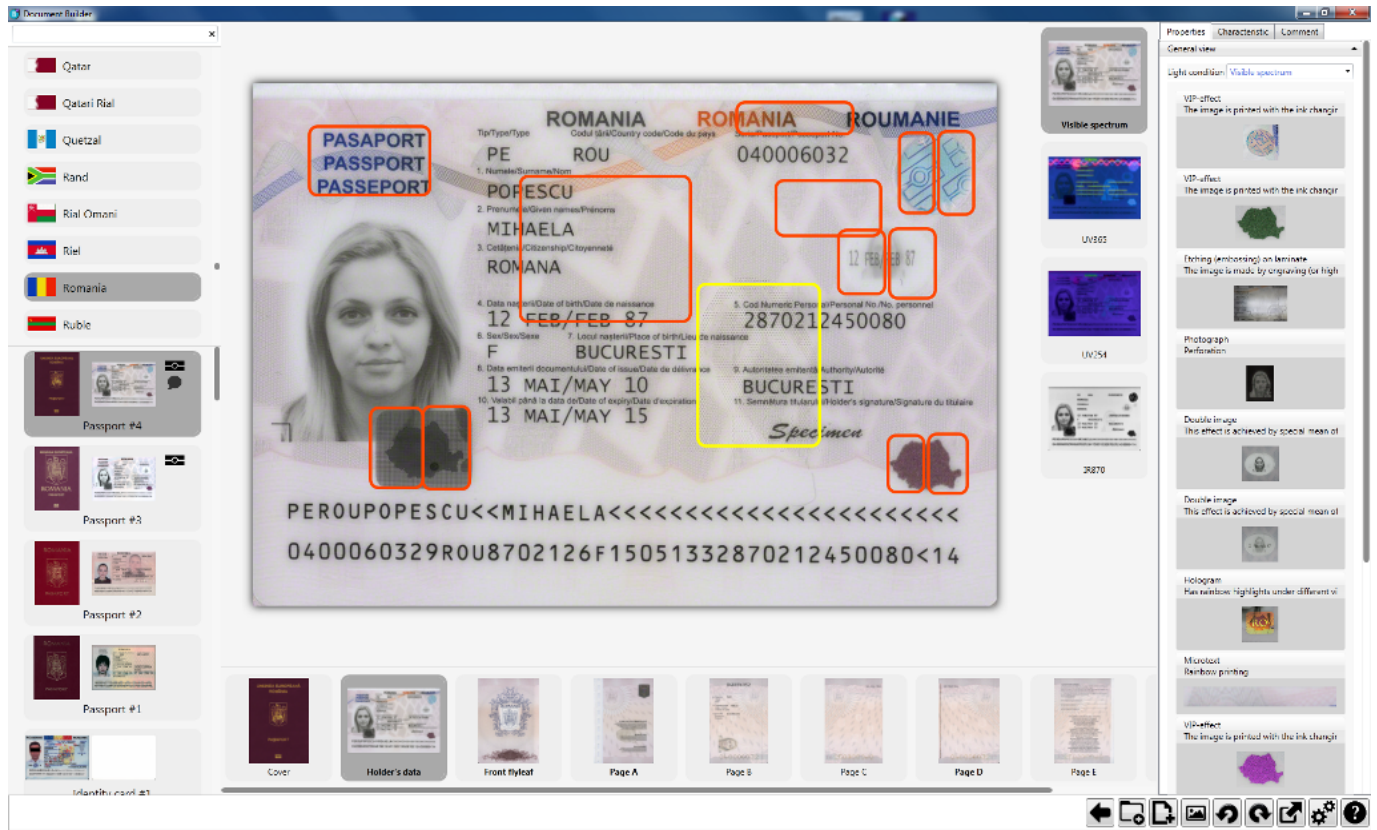 Document Builder
×
Qatar
Qatari Rial
Quetzal
Rand
Rial Omani
Riel
Romania
Ruble
Passport #4
Passport #3
Passport #2
Passport #1
Identity card #1
ROMANIA ROMANIA ROUMANIE
PASAPORT
PASSPORT
PASSEPORT
Tip/Type/Type Codul țării/Country code/Code du pays
PE ROU 040006032
1. Numele/Surname/Nom
POPESCU
2. Prenumele/Given names/Prénoms
MIHAELA
3. Cetățenia/Citizenship/Citoyenneté
ROMANA
12 FEB/FEB 87
4. Data nașterii/Date of birth/Date de naissance
12 FEB/FEB 87
5. Cod Numeric Personal/Personal No./No. personnel
2870212450080
6. Sex/Sex/Sexe 7. Locul nașterii/Place of birth/Lieu de naissance
F BUCURESTI
8. Data emiterii documentului/Date of issue/Date de délivrance
13 MAI/MAY 10
9. Autoritatea emitentă/Authority/Autorité
BUCURESTI
10. Valabil până la data de/Date of expiry/Date d'expiration
13 MAI/MAY 15
11. Semnătura titularului/Holder's signature/Signature du titulaire
Specimen
PEROUPOPESCU<<MIHAELA<<<<<<<<<<<<<<<<<<<<<<<
0400060329ROU8702126F15051332870212450080<14
Cover
Holder's data
Front flyleaf
Page A
Page B
Page C
Page D
Page E
Visible spectrum
UV365
UV254
IR870
Properties Characteristic Comment
General view
Light condition Visible spectrum
VIP-effect
The image is printed with the ink changir
VIP-effect
The image is printed with the ink changir
Etching (embossing) on laminate
The image is made by engraving (or high
Photograph
Perforation
Double image
This effect is achieved by special mean of
Double image
This effect is achieved by special mean of
Hologram
Has rainbow highlights under different vi
Microtext
Rainbow printing
VIP-effect
The image is printed with the ink changir